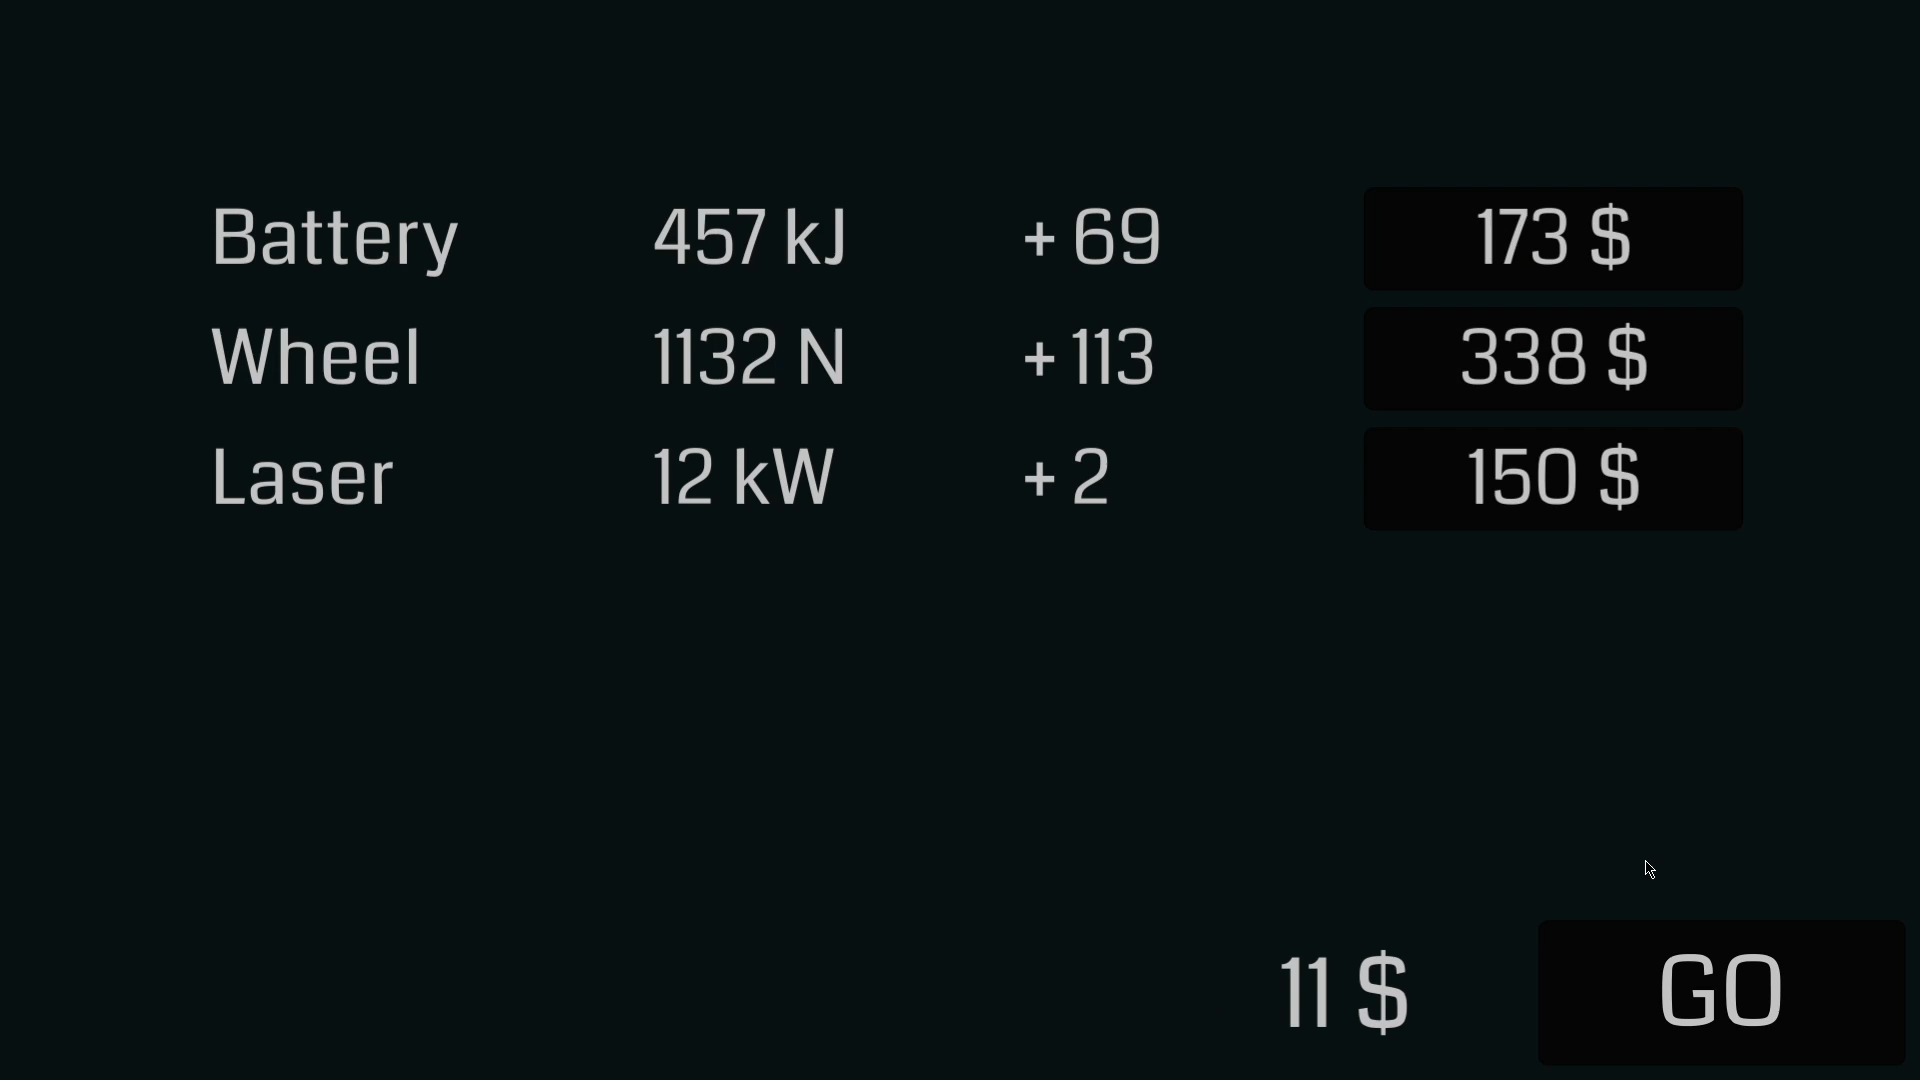 Battery 457 kJ + 69 173 $
Wheel 1132 N + 113 338 $
Laser 12 kW + 2 150 $
11 $ GO